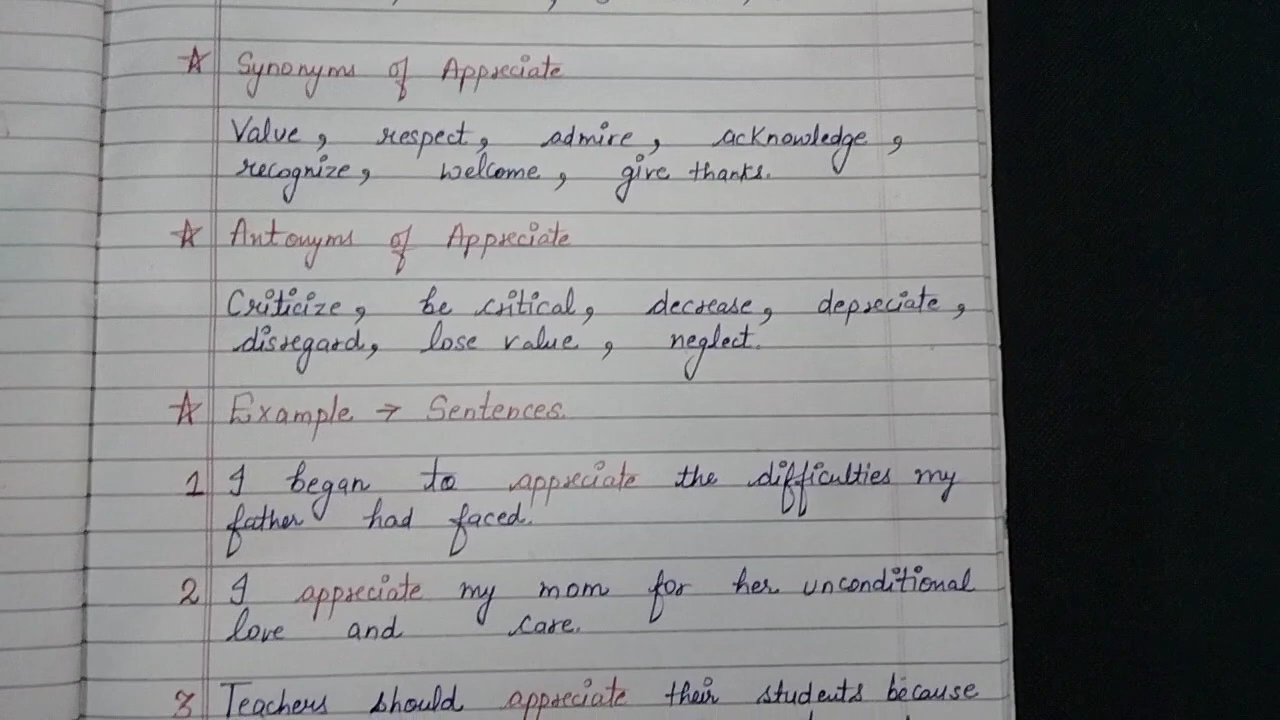 ☆ Synonyms of Appreciate
Value, respect, admire, acknowledge,
recognize, welcome, give thanks.
☆ Antonyms of Appreciate
Criticize, be critical, decrease, depreciate,
disregard, lose value, neglect.
☆ Example → Sentences.
1 I began to appreciate the difficulties my
father had faced.
2 I appreciate my mom for her unconditional
love and care.
3 Teachers should appreciate their students because